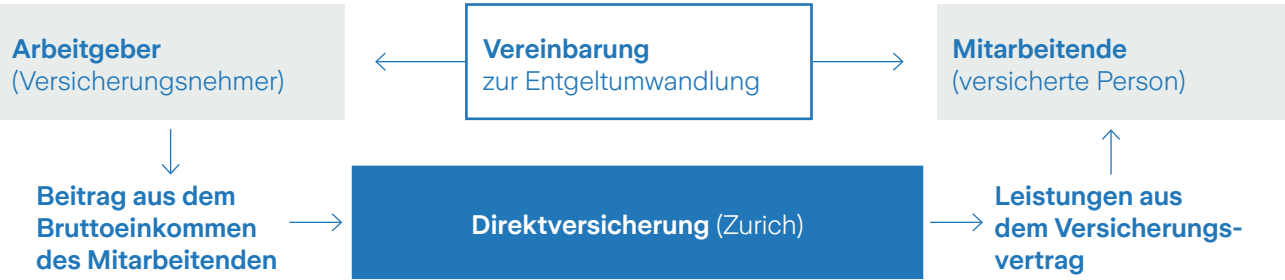 Arbeitgeber
(Versicherungsnehmer)
Vereinbarung
zur Entgeltumwandlung
Mitarbeitende
(versicherte Person)
Beitrag aus dem
Bruttoeinkommen
des Mitarbeitenden
Direktversicherung (Zurich)
Leistungen aus
dem Versicherungs-
vertrag